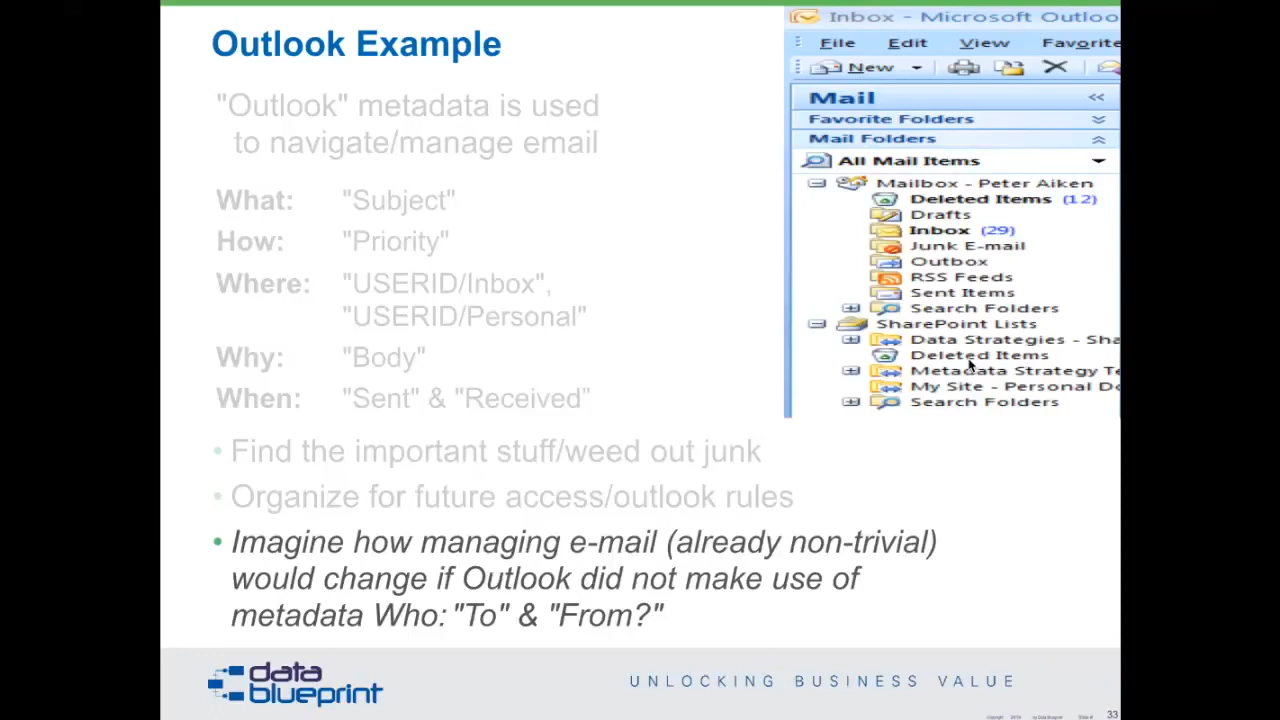 Outlook Example
"Outlook" metadata is used
to navigate/manage email
What: "Subject"
How: "Priority"
Where: "USERID/Inbox",
"USERID/Personal"
Why: "Body"
When: "Sent" & "Received"
• Find the important stuff/weed out junk
• Organize for future access/outlook rules
• Imagine how managing e-mail (already non-trivial)
would change if Outlook did not make use of
metadata Who: "To" & "From?"
Inbox - Microsoft Outloo
File Edit View Favorite
New
Mail <<
Favorite Folders
Mail Folders
All Mail Items
Mailbox - Peter Aiken
Deleted Items (12)
Drafts
Inbox (29)
Junk E-mail
Outbox
RSS Feeds
Sent Items
Search Folders
SharePoint Lists
Data Strategies - Sha
Deleted Items
Metadata Strategy Te
My Site - Personal Do
Search Folders
data
blueprint
UNLOCKING BUSINESS VALUE
33